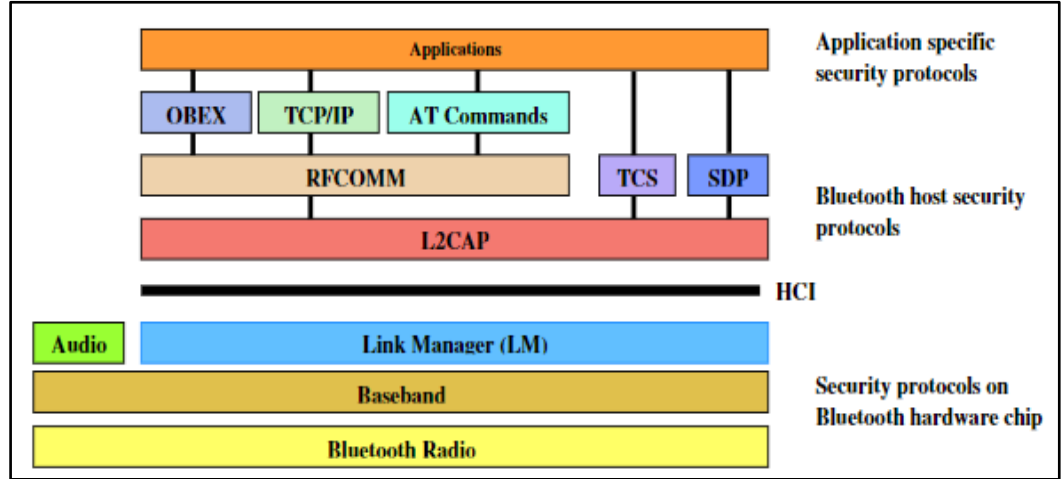 Applications
Application specific
security protocols
OBEX
TCP/IP
AT Commands
RFCOMM
TCS
SDP
Bluetooth host security
protocols
L2CAP
HCI
Audio
Link Manager (LM)
Baseband
Security protocols on
Bluetooth hardware chip
Bluetooth Radio